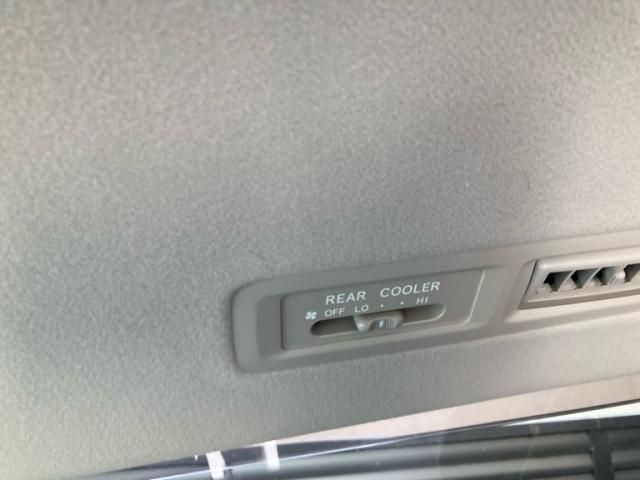 REAR COOLER
OFF LO • • HI